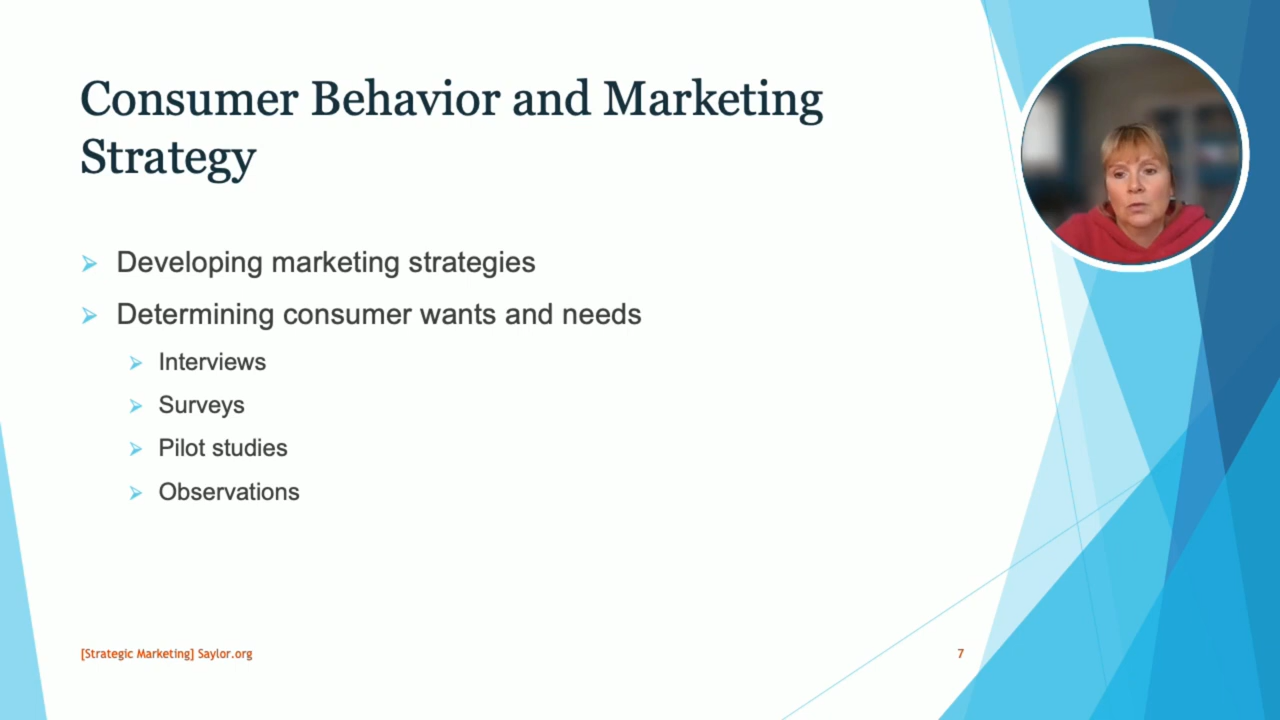 Consumer Behavior and Marketing
Strategy
Developing marketing strategies
Determining consumer wants and needs
Interviews
Surveys
Pilot studies
Observations
[Strategic Marketing] Saylor.org
7